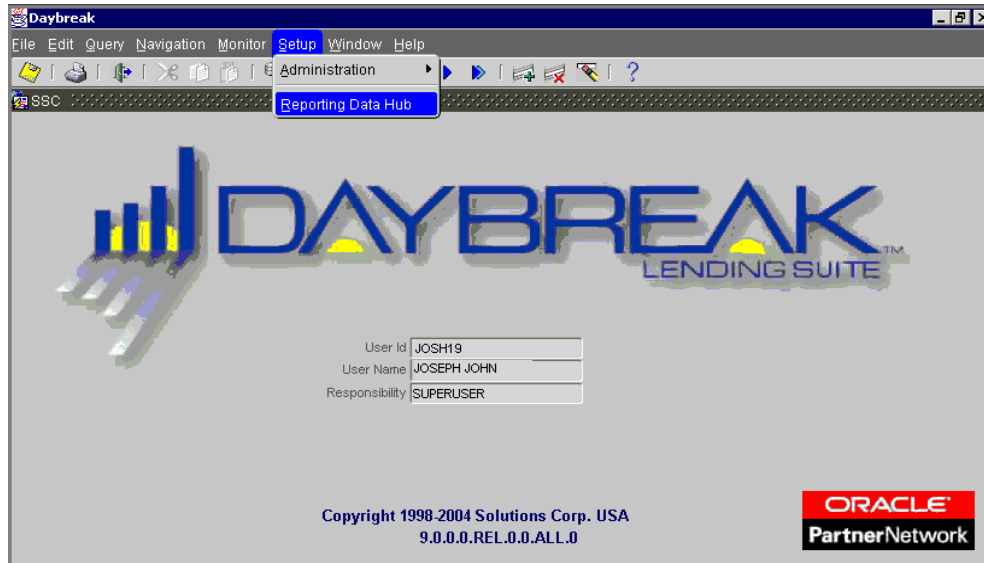 Daybreak
File Edit Query Navigation Monitor Setup Window Help
Administration
SSC
Reporting Data Hub
DAYBREAK TM
LENDING SUITE
User Id JOSH19
User Name JOSEPH JOHN
Responsibility SUPERUSER
Copyright 1998-2004 Solutions Corp. USA
9.0.0.0.REL.0.0.ALL.0
ORACLE
PartnerNetwork